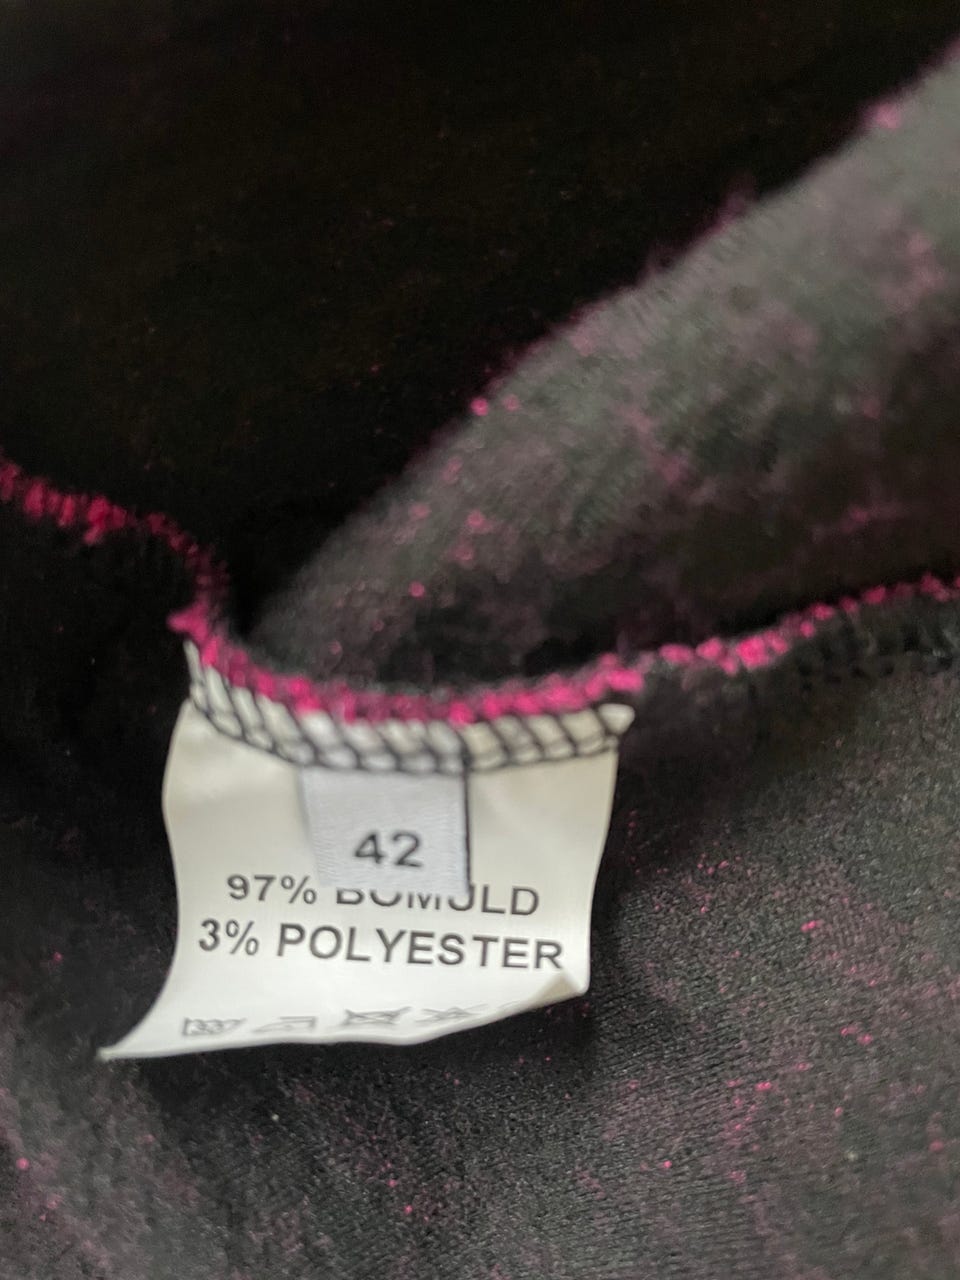 42
97% BOMULD
3% POLYESTER